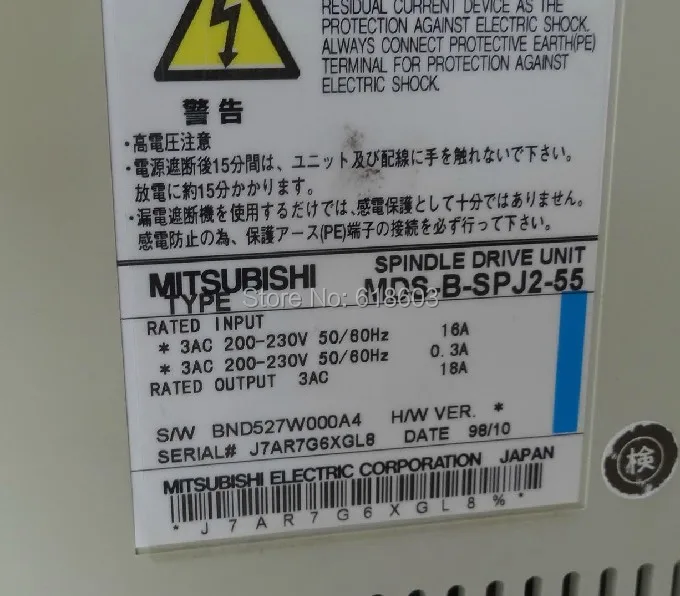 RESIDUAL CURRENT DEVICE AS THE
PROTECTION AGAINST ELECTRIC SHOCK.
ALWAYS CONNECT PROTECTIVE EARTH(PE)
TERMINAL FOR PROTECTION AGAINST
ELECTRIC SHOCK.
警告
・高電圧注意
・電源遮断後15分間は、ユニット及び配線に手を触れないで下さい。
放電に約15分かかります。
・漏電遮断機を使用するだけでは、感電保護として十分ではありません。
感電防止の為、保護アース(PE)端子の接続を必ず行って下さい。
MITSUBISHI SPINDLE DRIVE UNIT
TYPE MDS-B-SPJ2-55
Store No: 618603
RATED INPUT
* 3AC 200-230V 50/60Hz 16A
* 3AC 200-230V 50/60Hz 0.3A
RATED OUTPUT 3AC 18A
S/W BND527W000A4 H/W VER. *
SERIAL# J7AR7G6XGL8 DATE 98/10
MITSUBISHI ELECTRIC CORPORATION JAPAN
* J 7 A R 7 G 6 X G L 8 % *
検